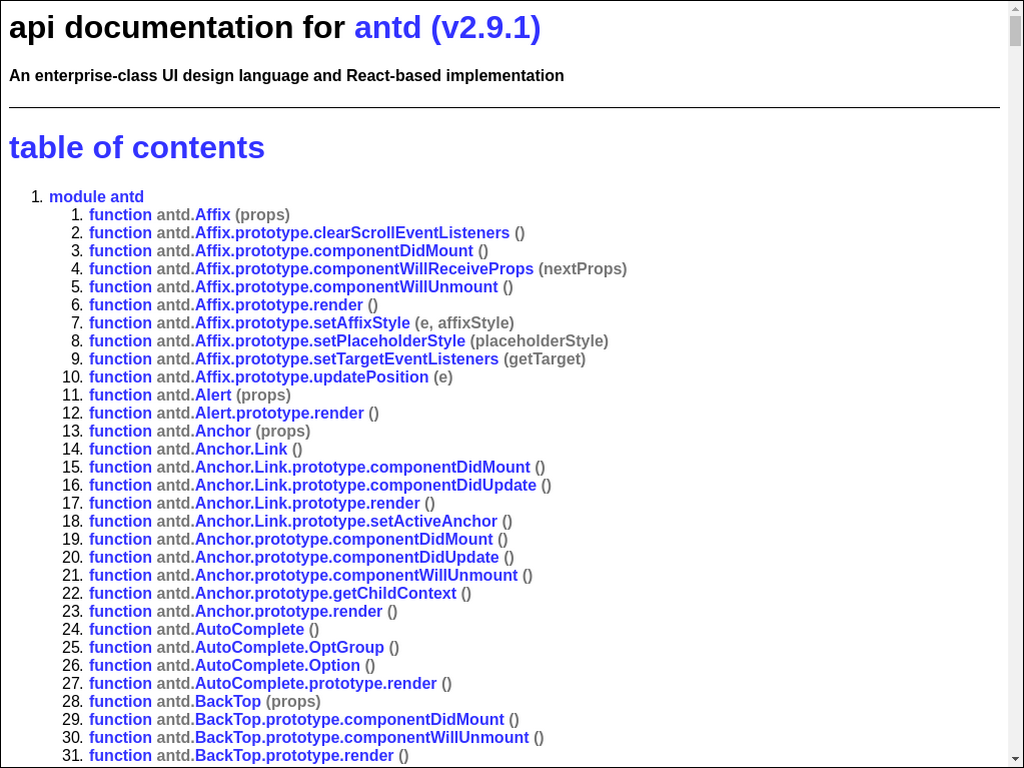 api documentation for antd (v2.9.1)
An enterprise-class UI design language and React-based implementation
table of contents
1. module antd
1. function antd.Affix (props)
2. function antd.Affix.prototype.clearScrollEventListeners ()
3. function antd.Affix.prototype.componentDidMount ()
4. function antd.Affix.prototype.componentWillReceiveProps (nextProps)
5. function antd.Affix.prototype.componentWillUnmount ()
6. function antd.Affix.prototype.render ()
7. function antd.Affix.prototype.setAffixStyle (e, affixStyle)
8. function antd.Affix.prototype.setPlaceholderStyle (placeholderStyle)
9. function antd.Affix.prototype.setTargetEventListeners (getTarget)
10. function antd.Affix.prototype.updatePosition (e)
11. function antd.Alert (props)
12. function antd.Alert.prototype.render ()
13. function antd.Anchor (props)
14. function antd.Anchor.Link ()
15. function antd.Anchor.Link.prototype.componentDidMount ()
16. function antd.Anchor.Link.prototype.componentDidUpdate ()
17. function antd.Anchor.Link.prototype.render ()
18. function antd.Anchor.Link.prototype.setActiveAnchor ()
19. function antd.Anchor.prototype.componentDidMount ()
20. function antd.Anchor.prototype.componentDidUpdate ()
21. function antd.Anchor.prototype.componentWillUnmount ()
22. function antd.Anchor.prototype.getChildContext ()
23. function antd.Anchor.prototype.render ()
24. function antd.AutoComplete ()
25. function antd.AutoComplete.OptGroup ()
26. function antd.AutoComplete.Option ()
27. function antd.AutoComplete.prototype.render ()
28. function antd.BackTop (props)
29. function antd.BackTop.prototype.componentDidMount ()
30. function antd.BackTop.prototype.componentWillUnmount ()
31. function antd.BackTop.prototype.render ()